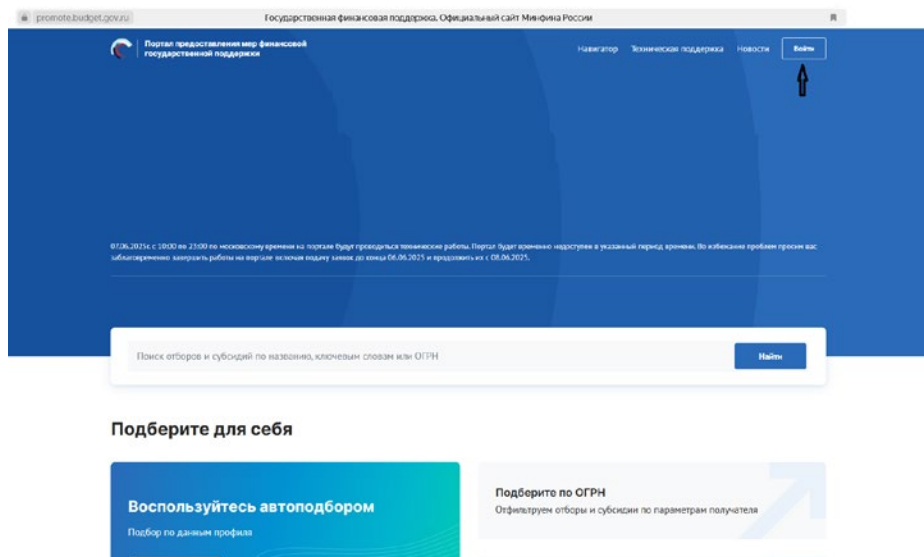 promote.budget.gov.ru
Государственная финансовая поддержка. Официальный сайт Минфина России
Портал предоставления мер финансовой
государственной поддержки
Навигатор Техническая поддержка Новости Войти
07.06.2025г. с 10:00 по 23:00 по московскому времени на портале будут проводиться технические работы. Портал будет временно недоступен в указанный период времени. Во избежание проблем просим вас
заблаговременно завершить работы на портале включая подачу заявок до конца 06.06.2025 и продолжить их с 08.06.2025.
Поиск отборов и субсидий по названию, ключевым словам или ОГРН
Найти
Подберите для себя
Воспользуйтесь автоподбором
Подбор по данным профиля
Подберите по ОГРН
Отфильтруем отборы и субсидии по параметрам получателя